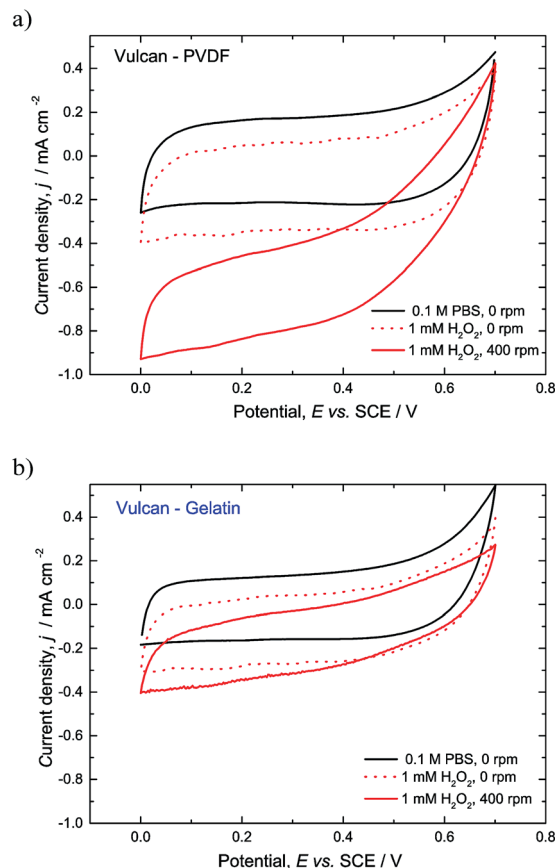 a)
Vulcan - PVDF
0.4
0.2
0.0
-0.2
-0.4
-0.6
-0.8
-1.0
Current density, j / mA cm⁻²
0.1 M PBS, 0 rpm
1 mM H₂O₂, 0 rpm
1 mM H₂O₂, 400 rpm
0.0 0.2 0.4 0.6 0.8
Potential, E vs. SCE / V
b)
Vulcan - Gelatin
0.4
0.2
0.0
-0.2
-0.4
-0.6
-0.8
-1.0
Current density, j / mA cm⁻²
0.1 M PBS, 0 rpm
1 mM H₂O₂, 0 rpm
1 mM H₂O₂, 400 rpm
0.0 0.2 0.4 0.6 0.8
Potential, E vs. SCE / V